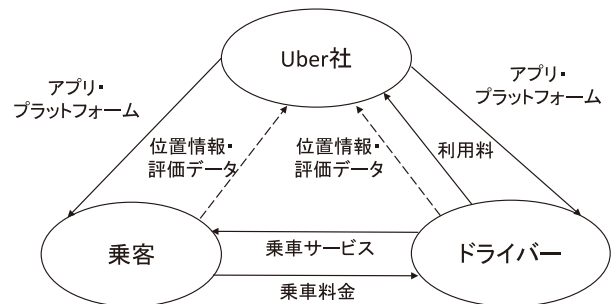 Uber社
アプリ・
プラットフォーム
アプリ・
プラットフォーム
位置情報・
評価データ
位置情報・
評価データ
利用料
乗客
乗車サービス
ドライバー
乗車料金